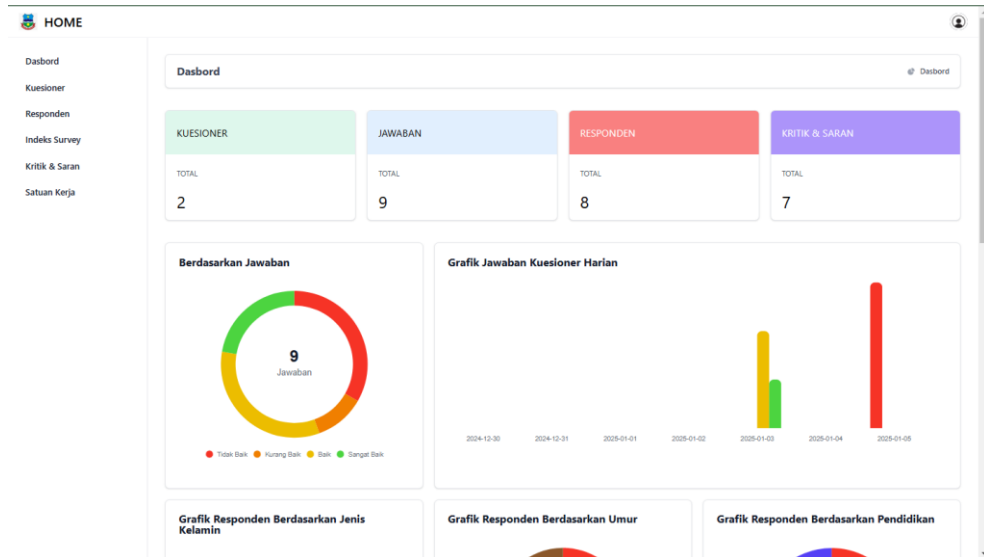 HOME
Dasbord
Kuesioner
Responden
Indeks Survey
Kritik & Saran
Satuan Kerja
Dasbord
Dasbord
KUESIONER
TOTAL
2
JAWABAN
TOTAL
9
RESPONDEN
TOTAL
8
KRITIK & SARAN
TOTAL
7
Berdasarkan Jawaban
9
Jawaban
Tidak Baik Kurang Baik Baik Sangat Baik
Grafik Jawaban Kuesioner Harian
2024-12-30 2024-12-31 2025-01-01 2025-01-02 2025-01-03 2025-01-04 2025-01-05
Grafik Responden Berdasarkan Jenis
Kelamin
Grafik Responden Berdasarkan Umur
Grafik Responden Berdasarkan Pendidikan